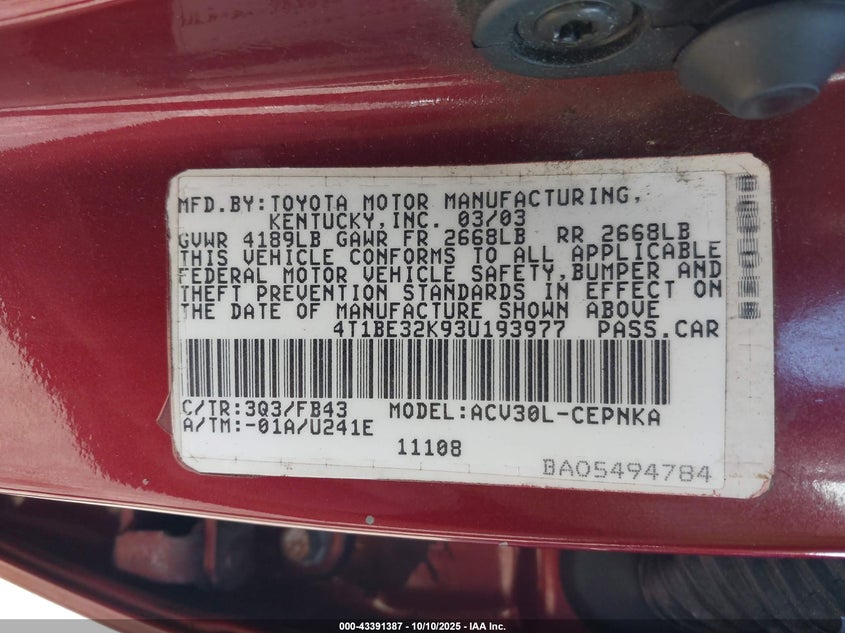 MFD.BY:TOYOTA MOTOR MANUFACTURING,
KENTUCKY,INC. 03/03
GVWR 4189LB GAWR FR 2668LB RR 2668LB
THIS VEHICLE CONFORMS TO ALL APPLICABLE
FEDERAL MOTOR VEHICLE SAFETY,BUMPER AND
THEFT PREVENTION STANDARDS IN EFFECT ON
THE DATE OF MANUFACTURE SHOWN ABOVE
4T1BE32K93U193977 PASS.CAR
C/TR:3Q3/FB43 MODEL:ACV30L-CEPNKA
A/TM:-01A/U241E
11108
BA05494784
000-43391387 - 10/10/2025 - IAA Inc.